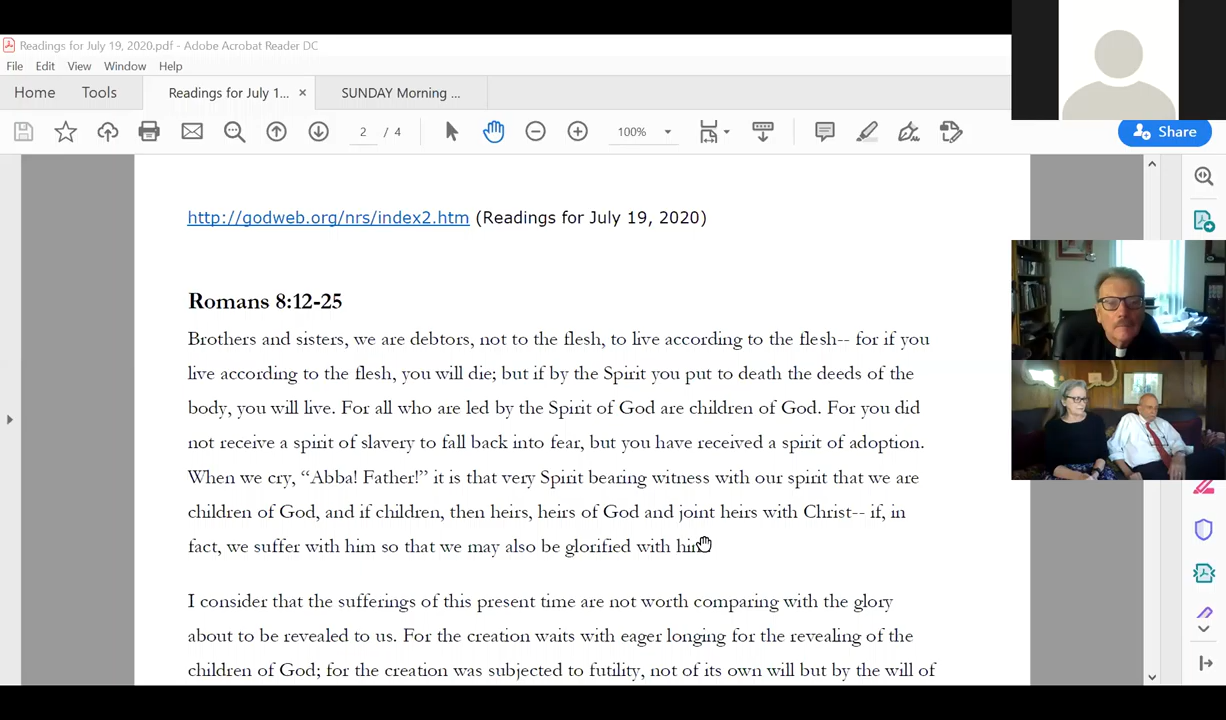 Readings for July 19, 2020.pdf - Adobe Acrobat Reader DC
File Edit View Window Help
Home Tools Readings for July 1... × SUNDAY Morning ...
2 / 4 100%
Share
http://godweb.org/nrs/index2.htm (Readings for July 19, 2020)
Romans 8:12-25
Brothers and sisters, we are debtors, not to the flesh, to live according to the flesh-- for if you
live according to the flesh, you will die; but if by the Spirit you put to death the deeds of the
body, you will live. For all who are led by the Spirit of God are children of God. For you did
not receive a spirit of slavery to fall back into fear, but you have received a spirit of adoption.
When we cry, “Abba! Father!” it is that very Spirit bearing witness with our spirit that we are
children of God, and if children, then heirs, heirs of God and joint heirs with Christ-- if, in
fact, we suffer with him so that we may also be glorified with
I consider that the sufferings of this present time are not worth comparing with the glory
about to be revealed to us. For the creation waits with eager longing for the revealing of the
children of God; for the creation was subjected to futility, not of its own will but by the will of